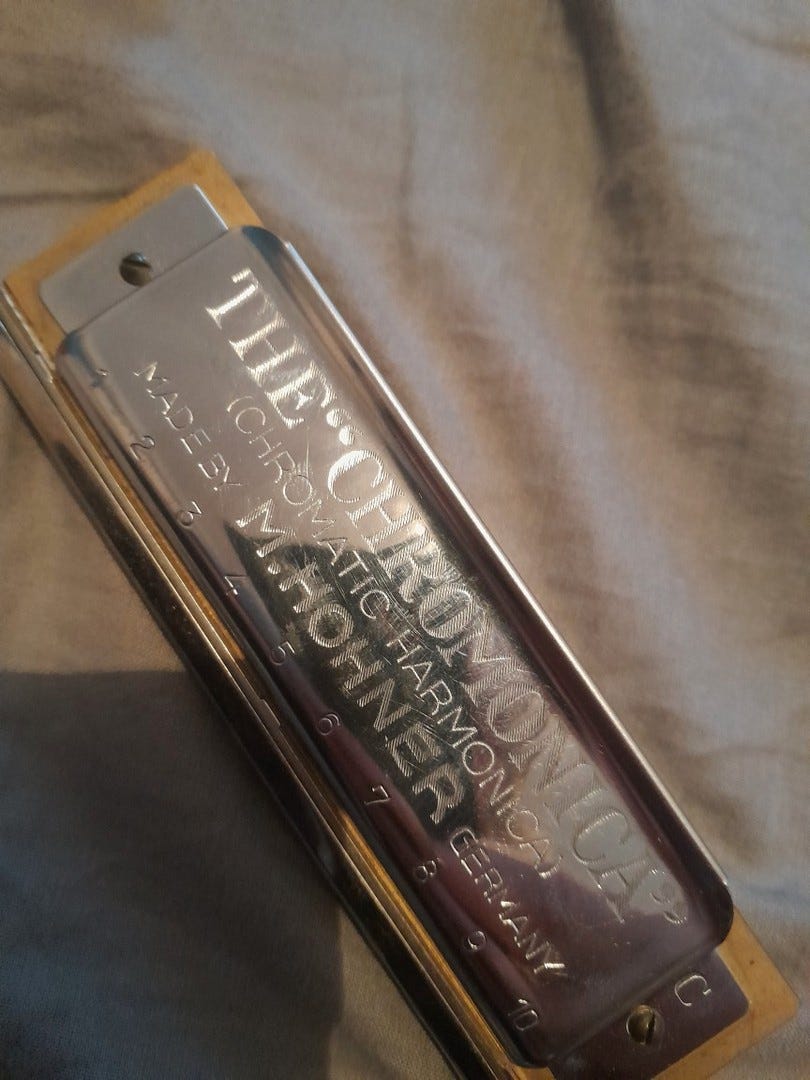 THE “CHROMONICA”
(CHROMATIC HARMONICA)
MADE BY M. HOHNER GERMANY
1 2 3 4 5 6 7 8 9 10
C